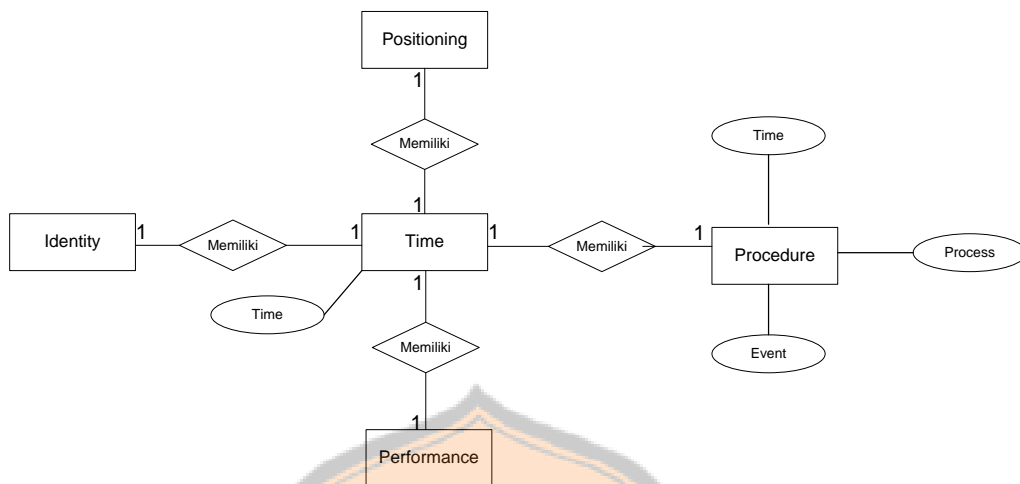 Positioning
1
Memiliki
Time
1
Identity
1
Memiliki
1
Time
1
Memiliki
1
Procedure
Process
Time
1
Memiliki
Event
1
Performance